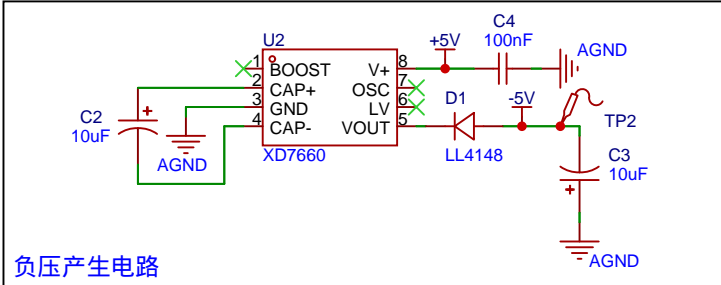 U2
C4
+5V
100nF
AGND
1
BOOST
V+
8
2
CAP+
OSC
7
3
GND
LV
6
4
CAP-
VOUT
5
XD7660
C2
10uF
AGND
D1
LL4148
-5V
TP2
C3
10uF
AGND
负压产生电路